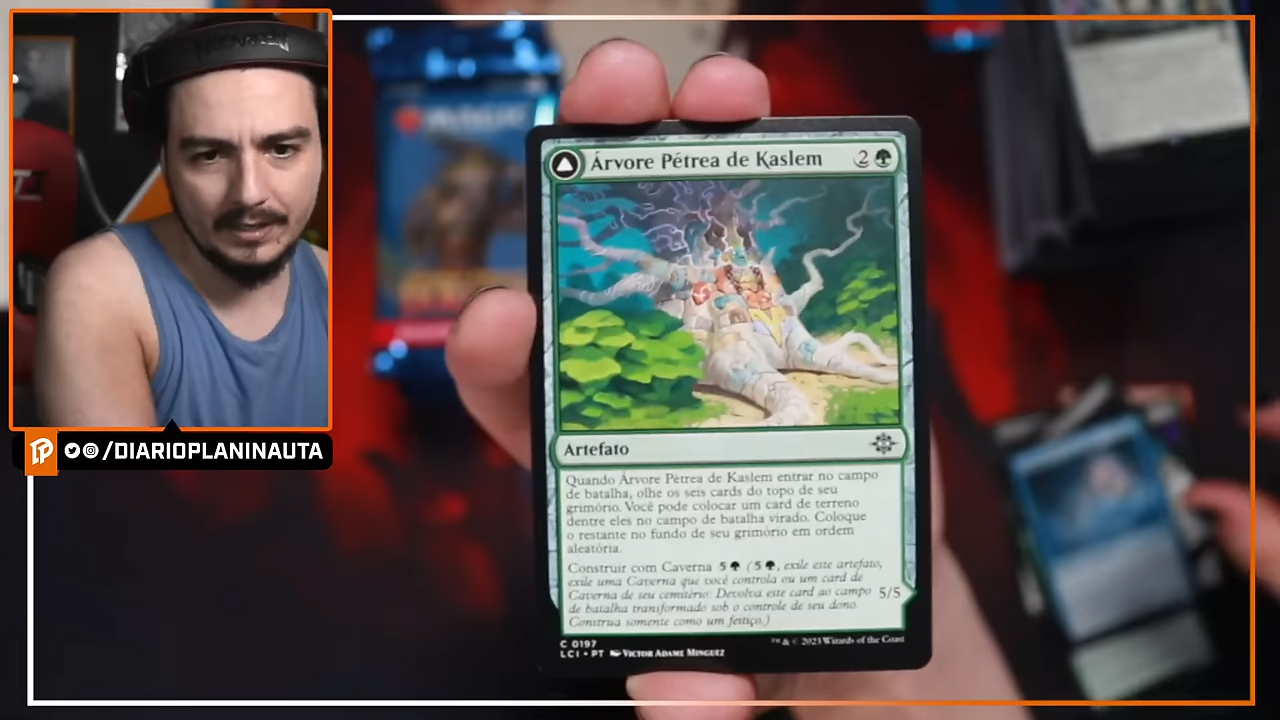 /DIARIOPLANINAUTA
Árvore Pétrea de Kaslem 2
Artefato
Quando Árvore Pétrea de Kaslem entrar no campo
de batalha, olhe os seis cards do topo de seu
grimório. Você pode colocar um card de terreno
dentre eles no campo de batalha virado. Coloque
o restante no fundo de seu grimório em ordem
aleatória.
Construir com Caverna 5 (5 , exile este artefato,
exile uma Caverna que você controla ou um card de
Caverna de seu cemitério: Devolva este card ao campo
de batalha transformado sob o controle de seu dono.
Construa somente como um feitiço.)
5/5
C 0197
LCI • PT Victor Adame Minguez
™ & © 2023 Wizards of the Coast